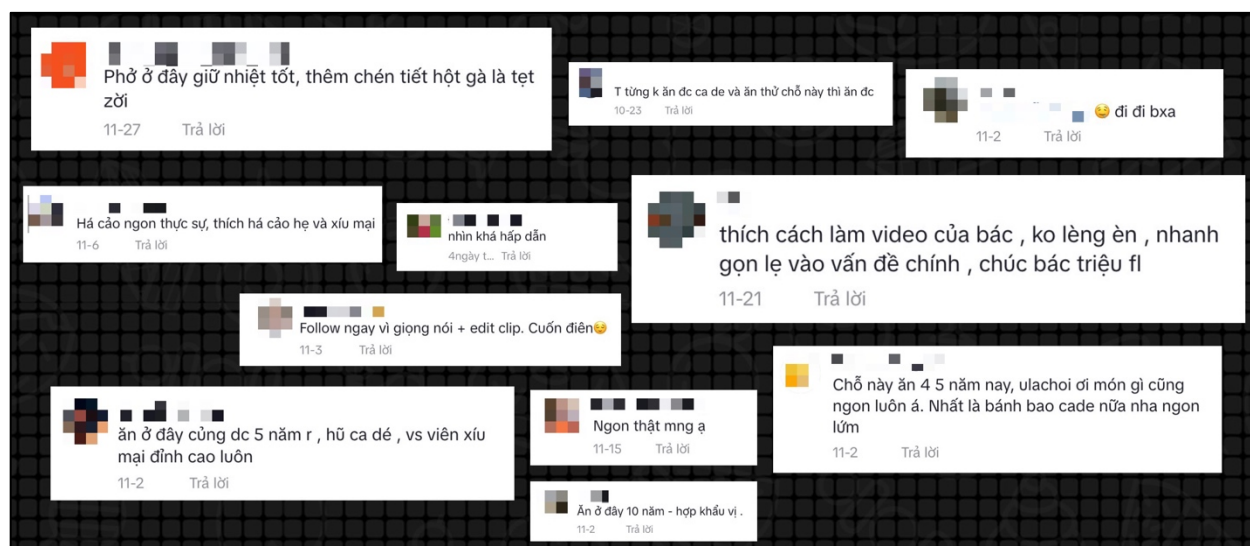 Phở ở đây giữ nhiệt tốt, thêm chén tiết hột gà là tẹt
zời
11-27 Trả lời
T từng k ăn đc ca de và ăn thử chỗ này thì ăn đc
10-23 Trả lời
😏 đi đi bxa
11-2 Trả lời
Há cảo ngon thực sự, thích há cảo hẹ và xíu mại
11-6 Trả lời
nhìn khá hấp dẫn
4ngày t... Trả lời
thích cách làm video của bác , ko lèng èn , nhanh
gọn lẹ vào vấn đề chính , chúc bác triệu fl
11-21 Trả lời
Follow ngay vì giọng nói + edit clip. Cuốn điên😏
11-3 Trả lời
Chỗ này ăn 4 5 năm nay, ulachoi ơi món gì cũng
ngon luôn á. Nhất là bánh bao cade nữa nha ngon
lứm
11-2 Trả lời
ăn ở đây củng dc 5 năm r , hũ ca dé , vs viên xíu
mại đỉnh cao luôn
11-2 Trả lời
Ngon thật mng ạ
11-15 Trả lời
Ăn ở đây 10 năm - hợp khẩu vị .
11-2 Trả lời